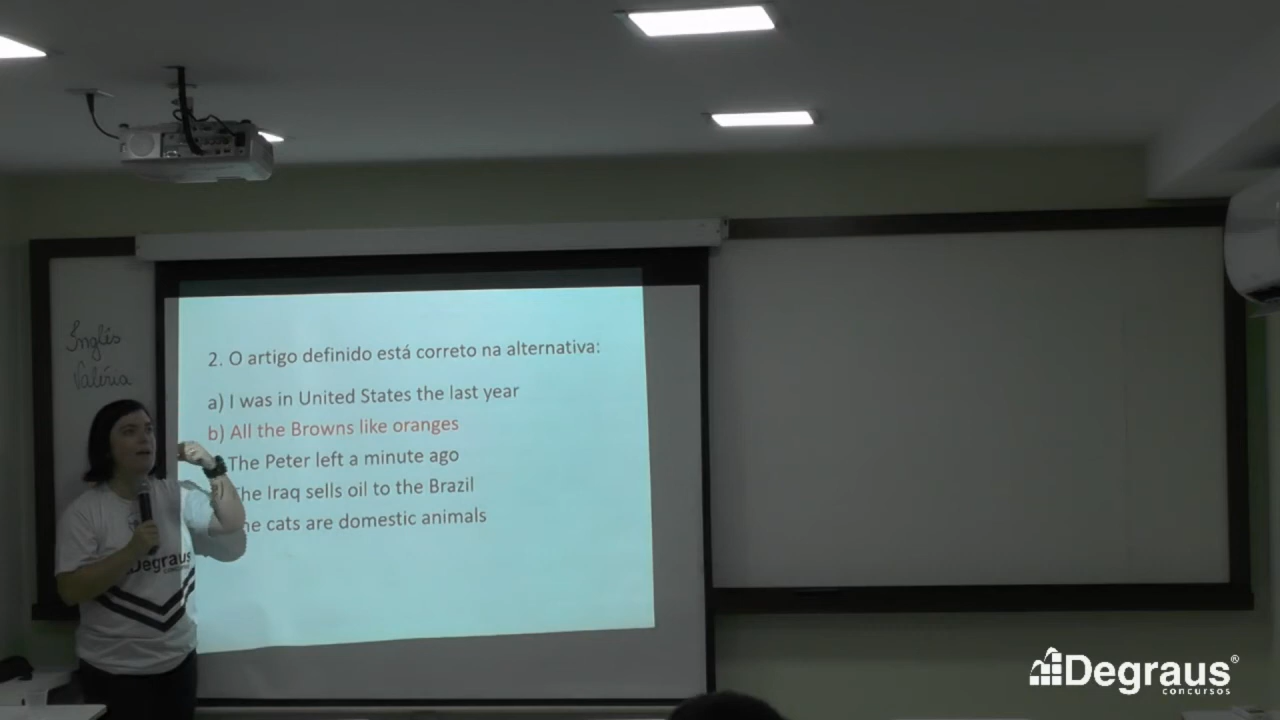 Inglês
Valéria
2. O artigo definido está correto na alternativa:
a) I was in United States the last year
b) All the Browns like oranges
The Peter left a minute ago
The Iraq sells oil to the Brazil
cats are domestic animals
Degraus
Degraus®
concursos